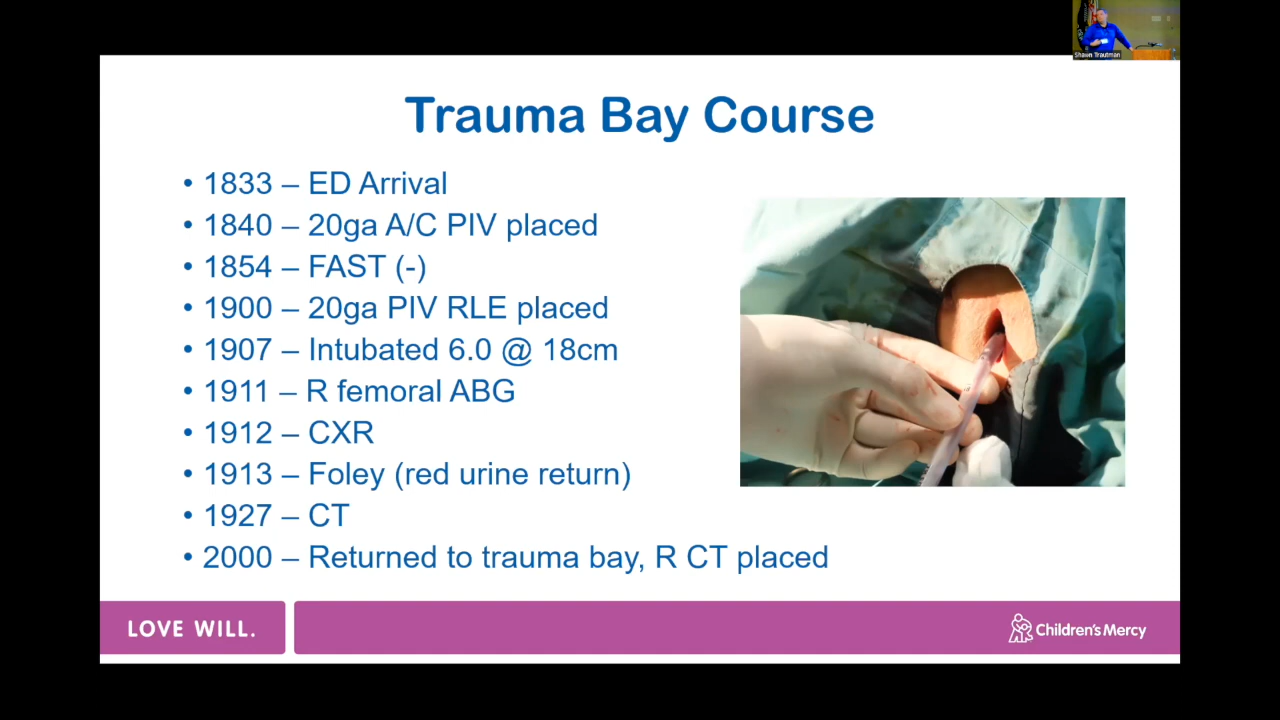 Shawn Trautman
Trauma Bay Course
• 1833 – ED Arrival
• 1840 – 20ga A/C PIV placed
• 1854 – FAST (-)
• 1900 – 20ga PIV RLE placed
• 1907 – Intubated 6.0 @ 18cm
• 1911 – R femoral ABG
• 1912 – CXR
• 1913 – Foley (red urine return)
• 1927 – CT
• 2000 – Returned to trauma bay, R CT placed
LOVE WILL.
Children's Mercy